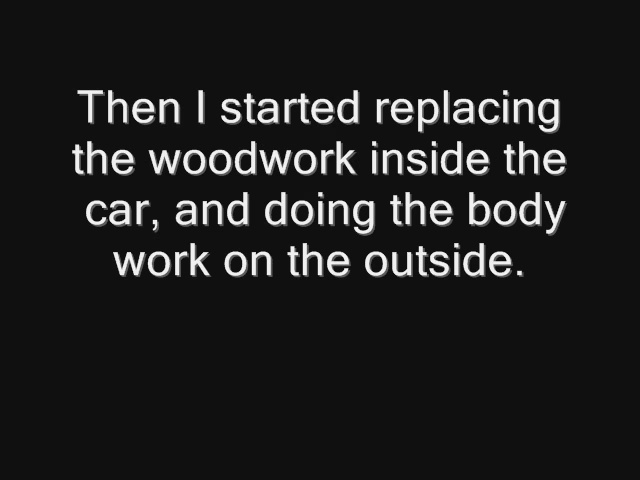 Then I started replacing
the woodwork inside the
car, and doing the body
work on the outside.